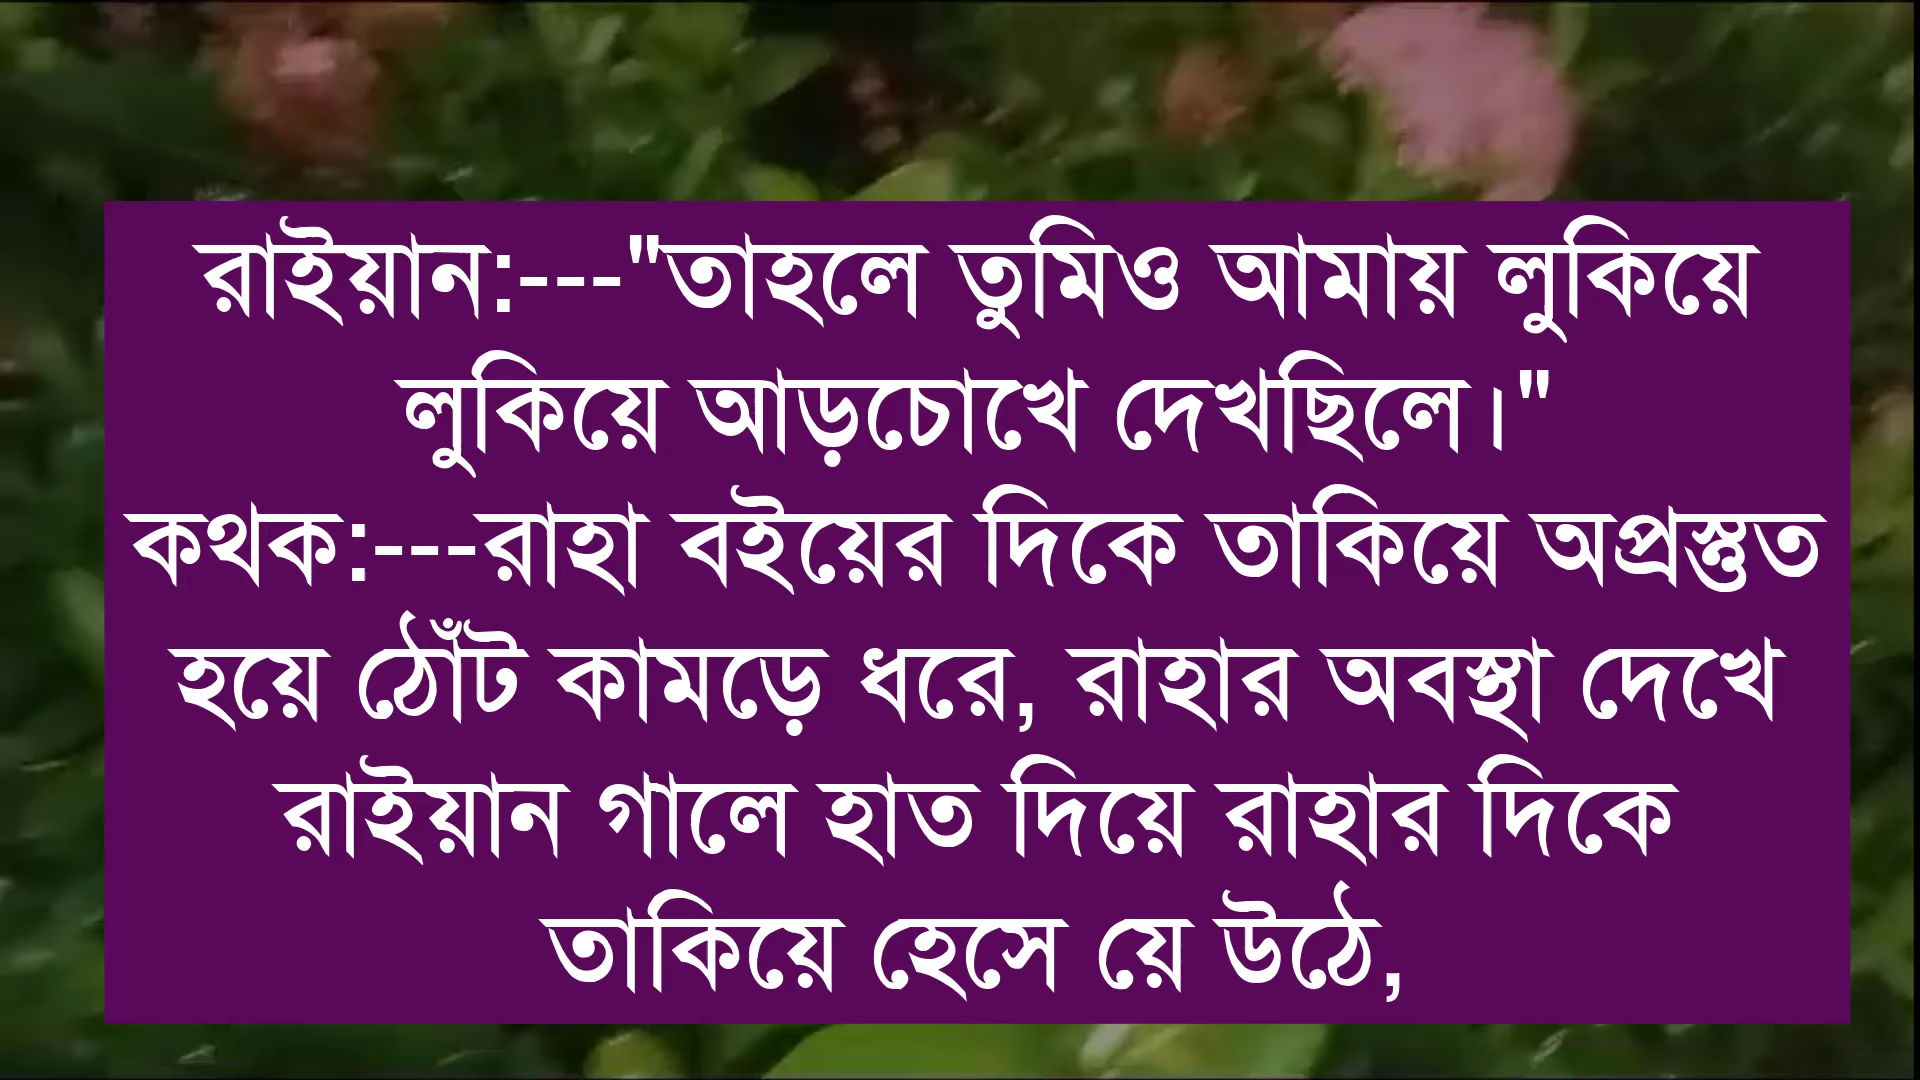 রাইয়ান:---"তাহলে তুমিও আমায় লুকিয়ে
লুকিয়ে আড়চোখে দেখছিলে।"
কথক:---রাহা বইয়ের দিকে তাকিয়ে অপ্রস্তুত
হয়ে ঠোঁট কামড়ে ধরে, রাহার অবস্থা দেখে
রাইয়ান গালে হাত দিয়ে রাহার দিকে
তাকিয়ে হেসে য়ে উঠে,